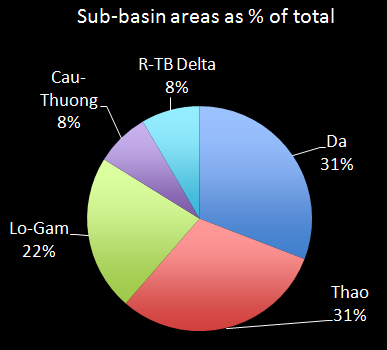 Sub-basin areas as % of total
R-TB Delta
8%
Cau-
Thuong
8%
Da
31%
Lo-Gam
22%
Thao
31%